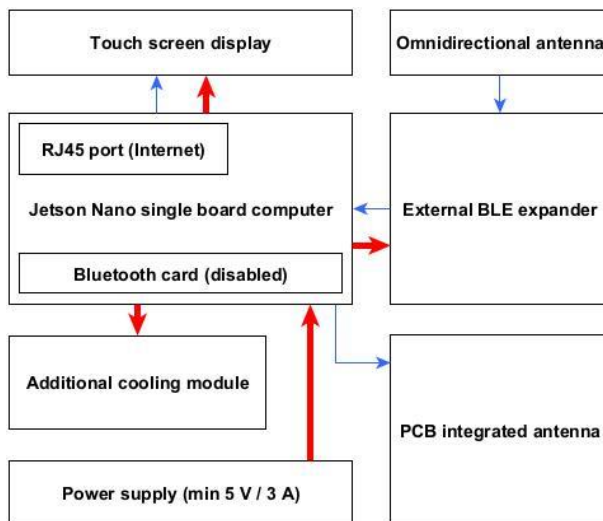 Touch screen display
Omnidirectional antenna
RJ45 port (Internet)
Jetson Nano single board computer
External BLE expander
Bluetooth card (disabled)
Additional cooling module
PCB integrated antenna
Power supply (min 5 V / 3 A)